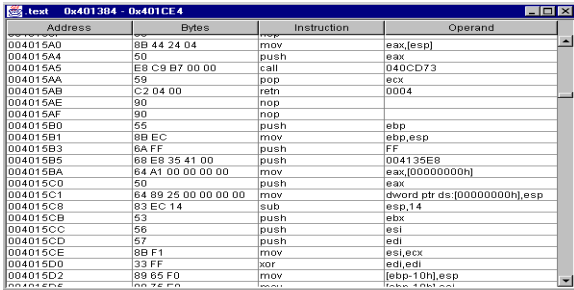 .text 0x401384 - 0x401CE4
Address Bytes Instruction Operand
004015A0 8B 44 24 04 mov eax,[esp]
004015A4 50 push eax
004015A5 E8 C9 B7 00 00 call 040CD73
004015AA 59 pop ecx
004015AB C2 04 00 retn 0004
004015AE 90 nop
004015AF 90 nop
004015B0 55 push ebp
004015B1 8B EC mov ebp,esp
004015B3 6A FF push FF
004015B5 68 E8 35 41 00 push 004135E8
004015BA 64 A1 00 00 00 00 mov eax,[00000000h]
004015C0 50 push eax
004015C1 64 89 25 00 00 00 00 mov dword ptr ds:[00000000h],esp
004015C8 83 EC 14 sub esp,14
004015CB 53 push ebx
004015CC 56 push esi
004015CD 57 push edi
004015CE 8B F1 mov esi,ecx
004015D0 33 FF xor edi,edi
004015D2 89 65 F0 mov [ebp-10h],esp